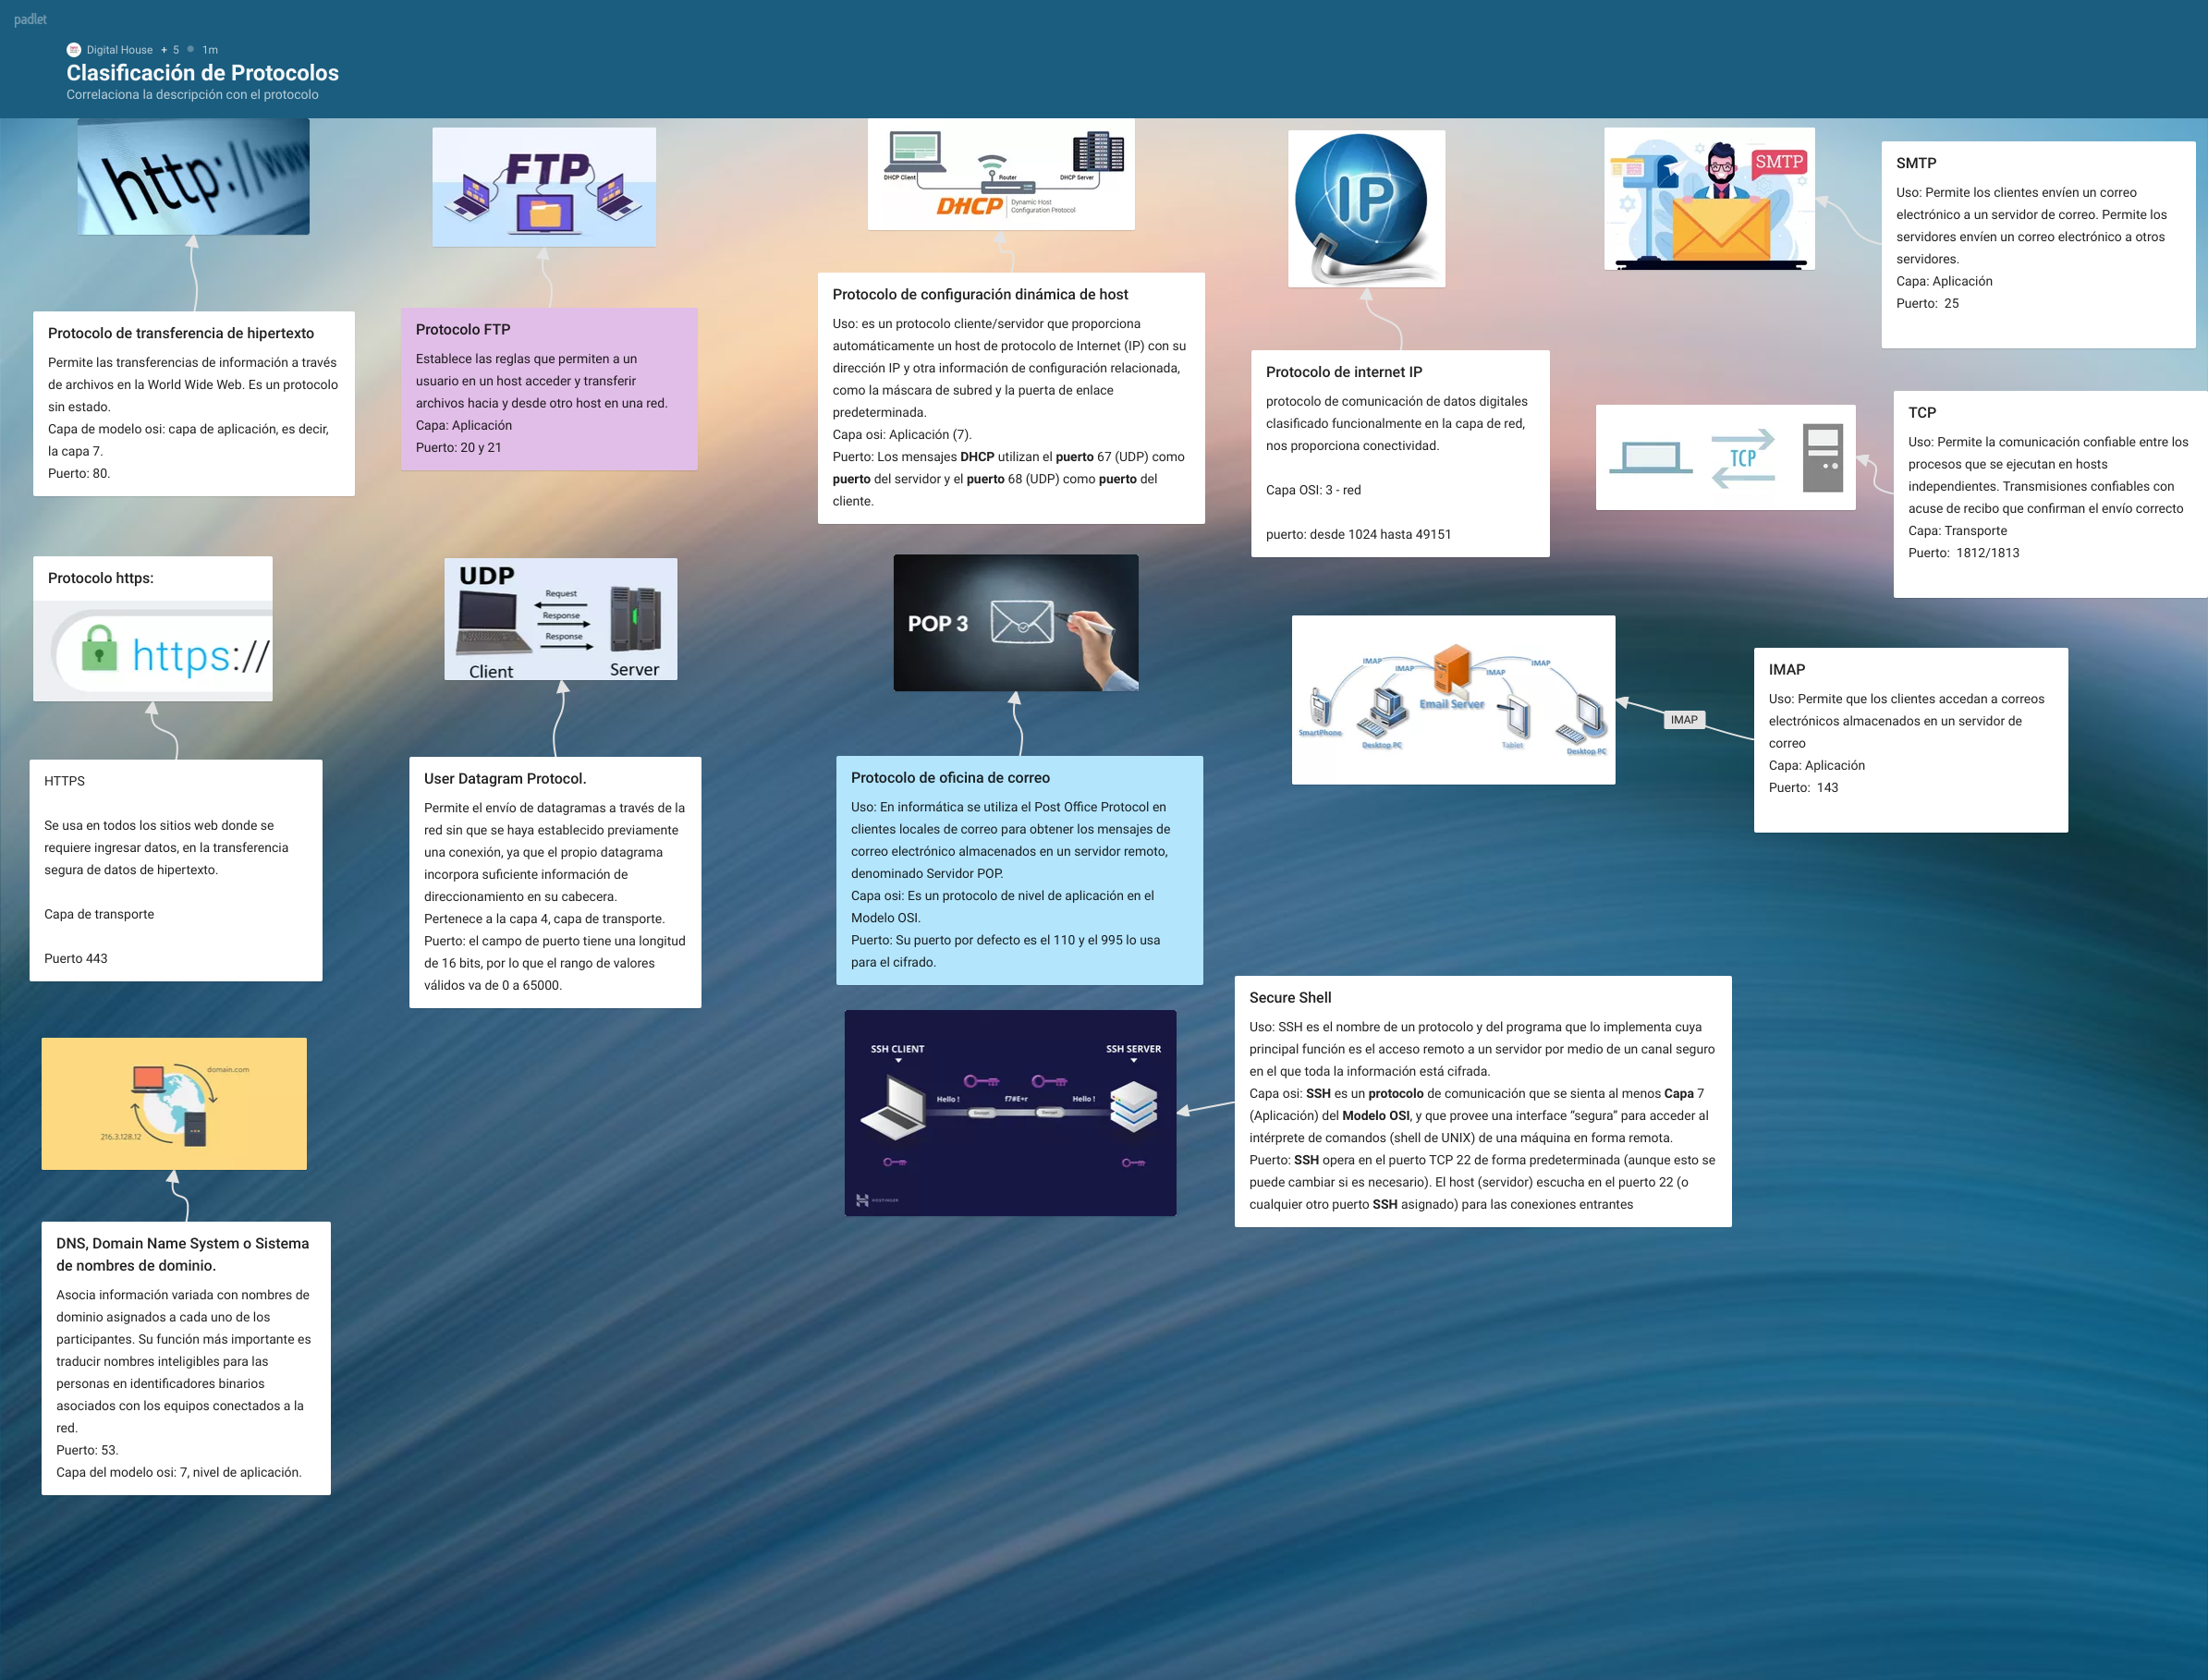 padlet
Digital House + 5 • 1m
Clasificación de Protocolos
Correlaciona la descripción con el protocolo
http://www
Protocolo de transferencia de hipertexto
Permite las transferencias de información a través
de archivos en la World Wide Web. Es un protocolo
sin estado.
Capa de modelo osi: capa de aplicación, es decir,
la capa 7.
Puerto: 80.
FTP
Protocolo FTP
Establece las reglas que permiten a un
usuario en un host acceder y transferir
archivos hacia y desde otro host en una red.
Capa: Aplicación
Puerto: 20 y 21
DHCP Client
Router
DHCP Server
DHCP
Dynamic Host
Configuration Protocol
Protocolo de configuración dinámica de host
Uso: es un protocolo cliente/servidor que proporciona
automáticamente un host de protocolo de Internet (IP) con su
dirección IP y otra información de configuración relacionada,
como la máscara de subred y la puerta de enlace
predeterminada.
Capa osi: Aplicación (7).
Puerto: Los mensajes DHCP utilizan el puerto 67 (UDP) como
puerto del servidor y el puerto 68 (UDP) como puerto del
cliente.
IP
Protocolo de internet IP
protocolo de comunicación de datos digitales
clasificado funcionalmente en la capa de red,
nos proporciona conectividad.
Capa OSI: 3 - red
puerto: desde 1024 hasta 49151
SMTP
SMTP
Uso: Permite los clientes envíen un correo
electrónico a un servidor de correo. Permite los
servidores envíen un correo electrónico a otros
servidores.
Capa: Aplicación
Puerto: 25
TCP
TCP
Uso: Permite la comunicación confiable entre los
procesos que se ejecutan en hosts
independientes. Transmisiones confiables con
acuse de recibo que confirman el envío correcto
Capa: Transporte
Puerto: 1812/1813
Protocolo https:
https://
HTTPS
Se usa en todos los sitios web donde se
requiere ingresar datos, en la transferencia
segura de datos de hipertexto.
Capa de transporte
Puerto 443
UDP
Request
Response
Response
Client
Server
User Datagram Protocol.
Permite el envío de datagramas a través de la
red sin que se haya establecido previamente
una conexión, ya que el propio datagrama
incorpora suficiente información de
direccionamiento en su cabecera.
Pertenece a la capa 4, capa de transporte.
Puerto: el campo de puerto tiene una longitud
de 16 bits, por lo que el rango de valores
válidos va de 0 a 65000.
POP 3
Protocolo de oficina de correo
Uso: En informática se utiliza el Post Office Protocol en
clientes locales de correo para obtener los mensajes de
correo electrónico almacenados en un servidor remoto,
denominado Servidor POP.
Capa osi: Es un protocolo de nivel de aplicación en el
Modelo OSI.
Puerto: Su puerto por defecto es el 110 y el 995 lo usa
para el cifrado.
IMAP
IMAP
IMAP
IMAP
Email Server
SmartPhone
Desktop PC
Tablet
Desktop PC
IMAP
IMAP
Uso: Permite que los clientes accedan a correos
electrónicos almacenados en un servidor de
correo
Capa: Aplicación
Puerto: 143
domain.com
216.3.128.12
DNS, Domain Name System o Sistema
de nombres de dominio.
Asocia información variada con nombres de
dominio asignados a cada uno de los
participantes. Su función más importante es
traducir nombres inteligibles para las
personas en identificadores binarios
asociados con los equipos conectados a la
red.
Puerto: 53.
Capa del modelo osi: 7, nivel de aplicación.
SSH CLIENT
SSH SERVER
Hello !
f7#E+r
Hello !
HOSTINGER
Secure Shell
Uso: SSH es el nombre de un protocolo y del programa que lo implementa cuya
principal función es el acceso remoto a un servidor por medio de un canal seguro
en el que toda la información está cifrada.
Capa osi: SSH es un protocolo de comunicación que se sienta al menos Capa 7
(Aplicación) del Modelo OSI, y que provee una interface “segura” para acceder al
intérprete de comandos (shell de UNIX) de una máquina en forma remota.
Puerto: SSH opera en el puerto TCP 22 de forma predeterminada (aunque esto se
puede cambiar si es necesario). El host (servidor) escucha en el puerto 22 (o
cualquier otro puerto SSH asignado) para las conexiones entrantes